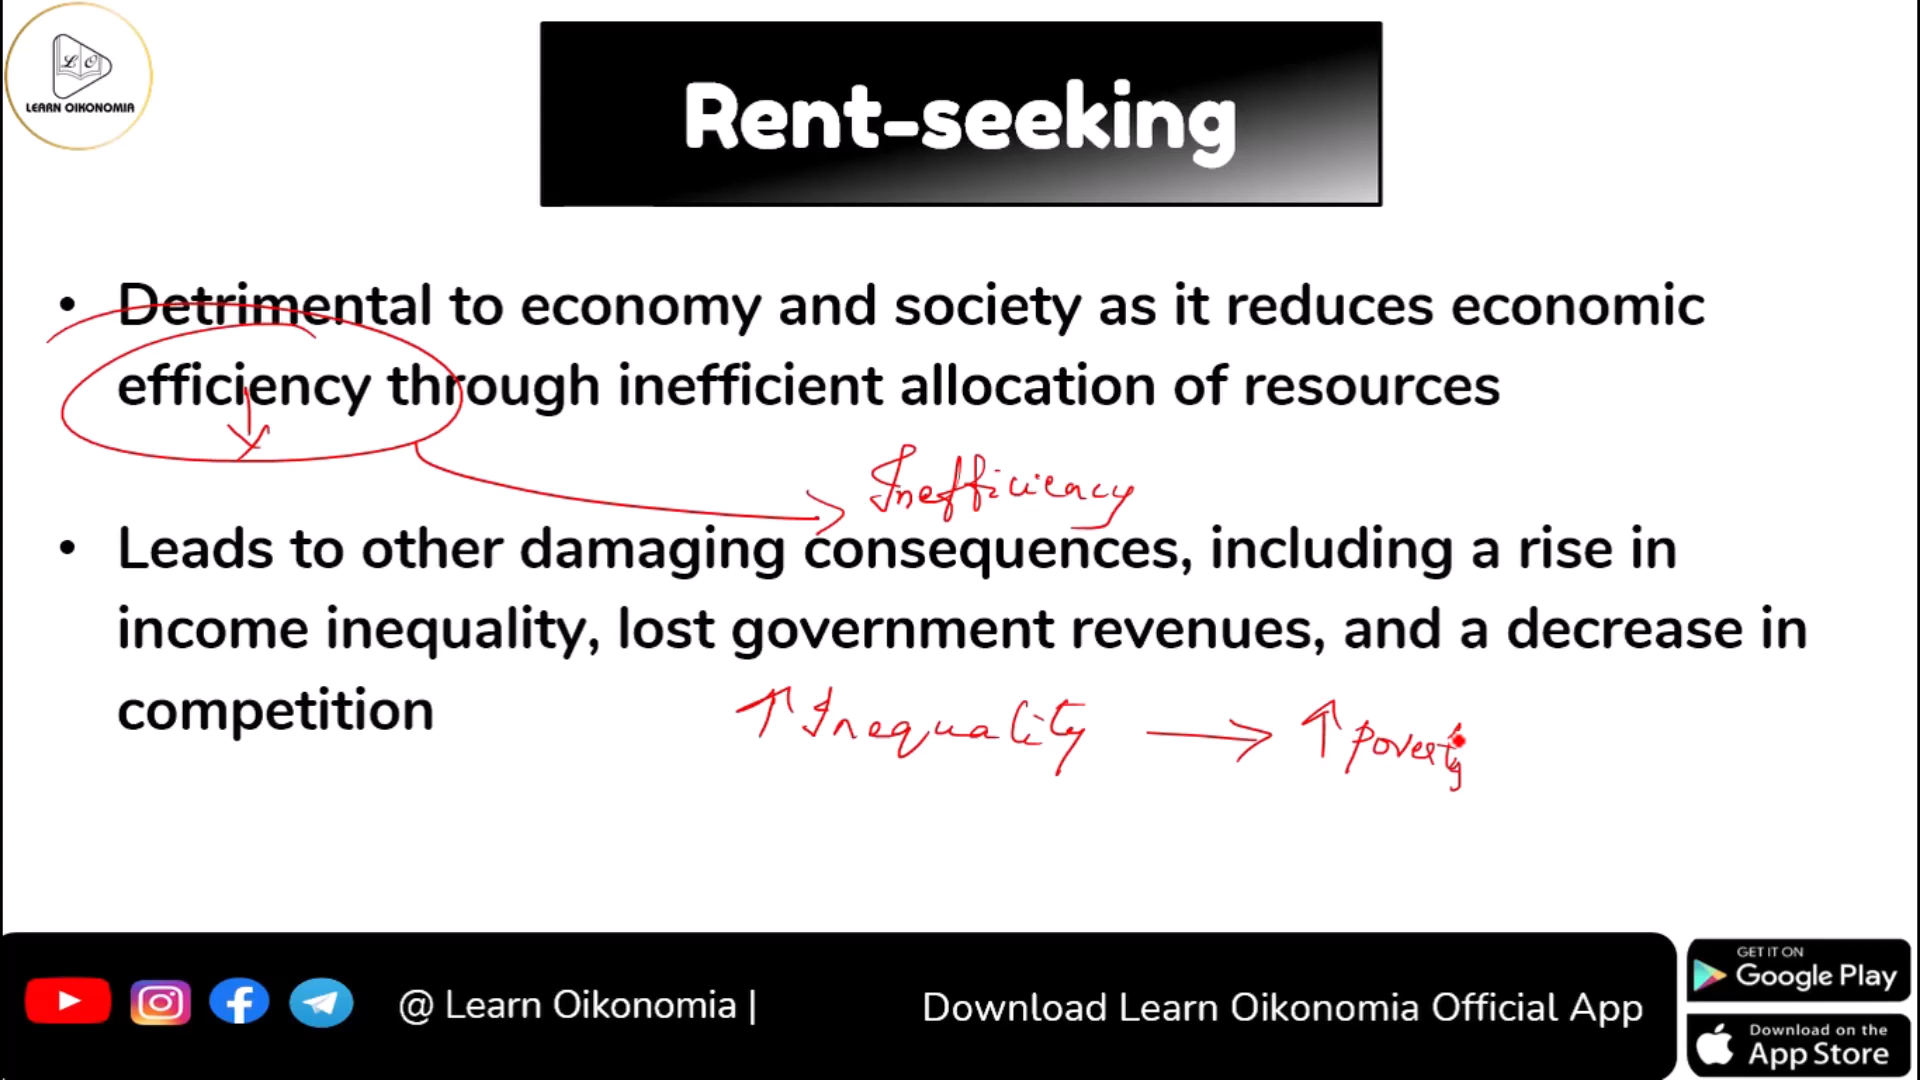 L O
LEARN OIKONOMIA
Rent-seeking
• Detrimental to economy and society as it reduces economic
efficiency through inefficient allocation of resources
Inefficiency
• Leads to other damaging consequences, including a rise in
income inequality, lost government revenues, and a decrease in
competition
↑ Inequality → ↑ poverty
@ Learn Oikonomia |
Download Learn Oikonomia Official App
GET IT ON
Google Play
Download on the
App Store